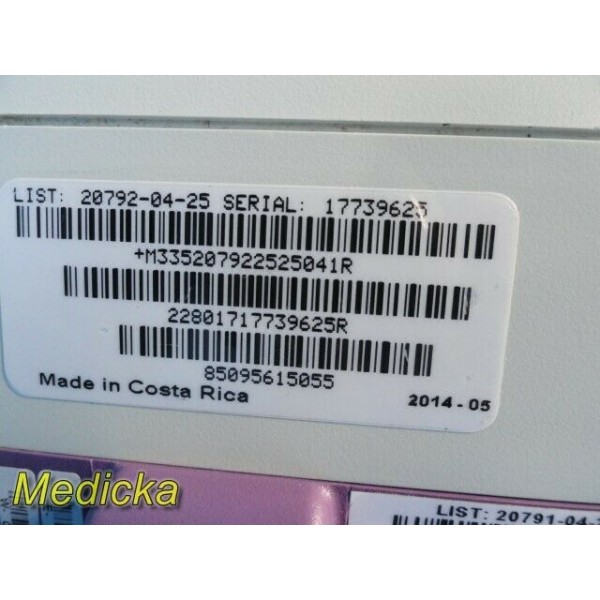 LIST: 20792-04-25 SERIAL: 17739625
+M335207922525041R
22801717739625R
85095615055
Made in Costa Rica
2014-05
Medicka
LIST: 20791-04-